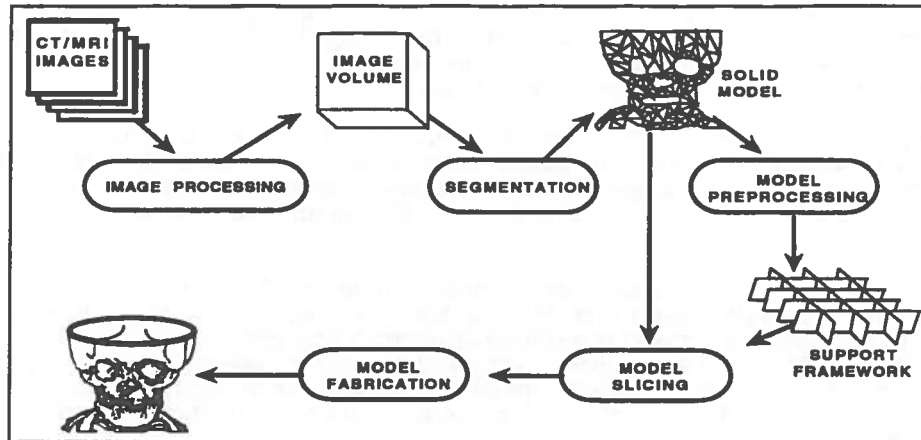 CT/MRI
IMAGES
IMAGE
VOLUME
SOLID
MODEL
IMAGE PROCESSING
SEGMENTATION
MODEL
PREPROCESSING
SUPPORT
FRAMEWORK
MODEL
SLICING
MODEL
FABRICATION